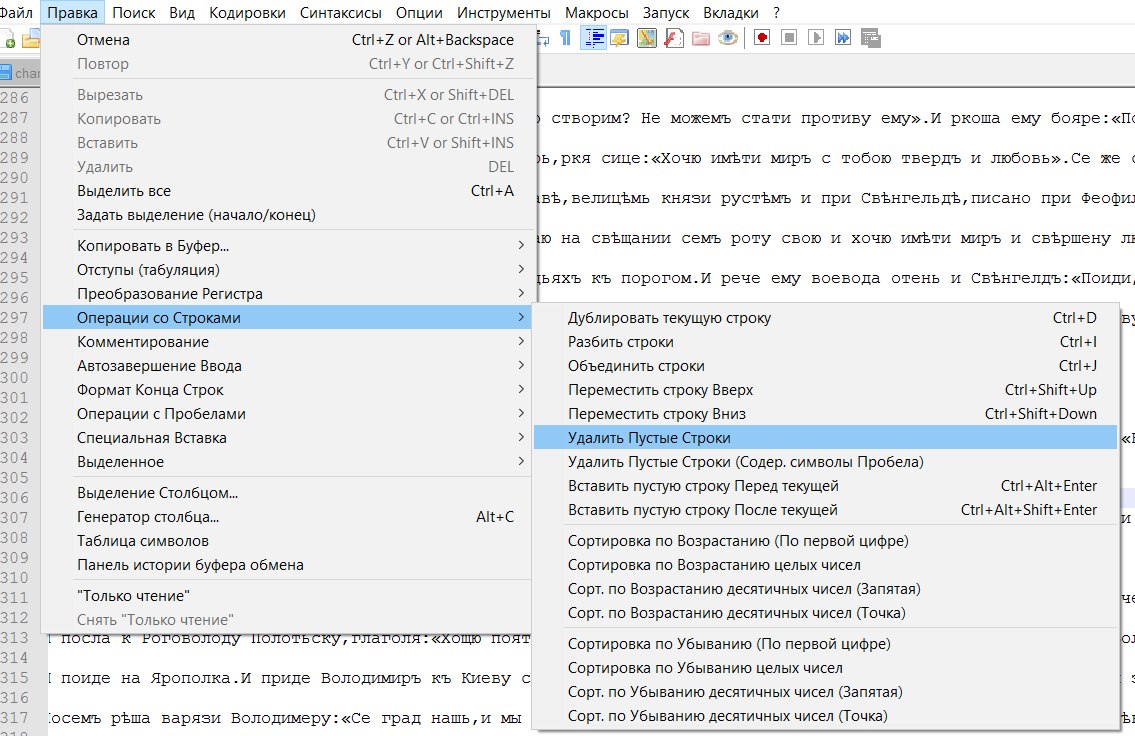 Файл Правка Поиск Вид Кодировки Синтаксисы Опции Инструменты Макросы Запуск Вкладки ?
Отмена Ctrl+Z or Alt+Backspace
Повтор Ctrl+Y or Ctrl+Shift+Z
Вырезать Ctrl+X or Shift+DEL
Копировать Ctrl+C or Ctrl+INS
Вставить Ctrl+V or Shift+INS
Удалить DEL
Выделить все Ctrl+A
Задать выделение (начало/конец)
Копировать в Буфер...
Отступы (табуляция)
Преобразование Регистра
Операции со Строками
Комментирование
Автозавершение Ввода
Формат Конца Строк
Операции с Пробелами
Специальная Вставка
Выделенное
Выделение Столбцом...
Генератор столбца... Alt+C
Таблица символов
Панель истории буфера обмена
"Только чтение"
Снять "Только чтение"
Дублировать текущую строку Ctrl+D
Разбить строки Ctrl+I
Объединить строки Ctrl+J
Переместить строку Вверх Ctrl+Shift+Up
Переместить строку Вниз Ctrl+Shift+Down
Удалить Пустые Строки
Удалить Пустые Строки (Содер. символы Пробела)
Вставить пустую строку Перед текущей Ctrl+Alt+Enter
Вставить пустую строку После текущей Ctrl+Alt+Shift+Enter
Сортировка по Возрастанию (По первой цифре)
Сортировка по Возрастанию целых чисел
Сорт. по Возрастанию десятичных чисел (Запятая)
Сорт. по Возрастанию десятичных чисел (Точка)
Сортировка по Убыванию (По первой цифре)
Сортировка по Убыванию целых чисел
Сорт. по Убыванию десятичных чисел (Запятая)
Сорт. по Убыванию десятичных чисел (Точка)
286
287 створим? Не можемъ стати противу ему».И ркоша ему бояре:
288
289 ркя сице:«Хочю имѣти миръ с тобою твердъ и любовь».Се же
290
291 велицѣмь князи рустѣмъ и при Свѣнгельдѣ,писано при
292
293 на свѣщании семъ роту свою и хочю имѣти миръ и свѣршену
294
295 къ порогом.И рече ему воевода отень и Свѣнгелдъ:«Поиди,
296
297
298
299
300
301
302
303
304
305
306
307 и
308
309
310
311
312
313 посла к Роговолоду Полотьску,глаголя:«Хощю
314
315 поиде на Ярополка.И приде Володимиръ къ Киеву с
316
317 рѣша варязи Володимеру:«Се град нашь,и мы